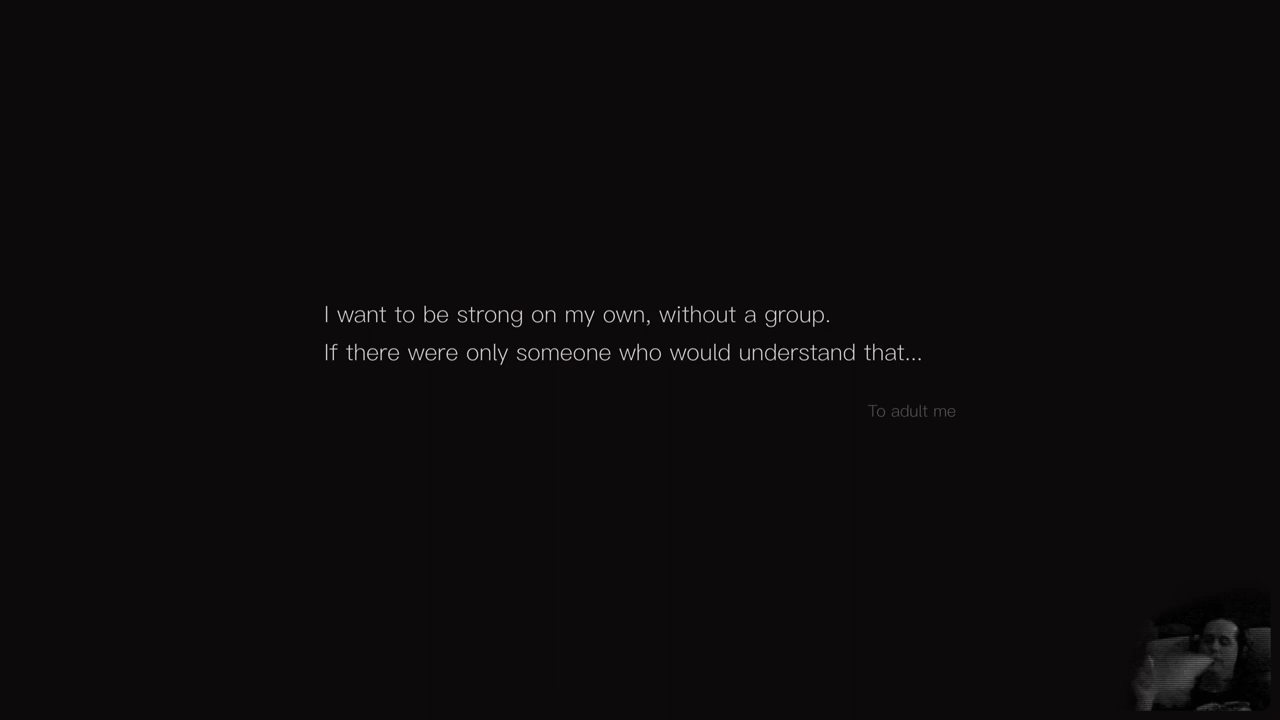 I want to be strong on my own, without a group.
If there were only someone who would understand that...
To adult me